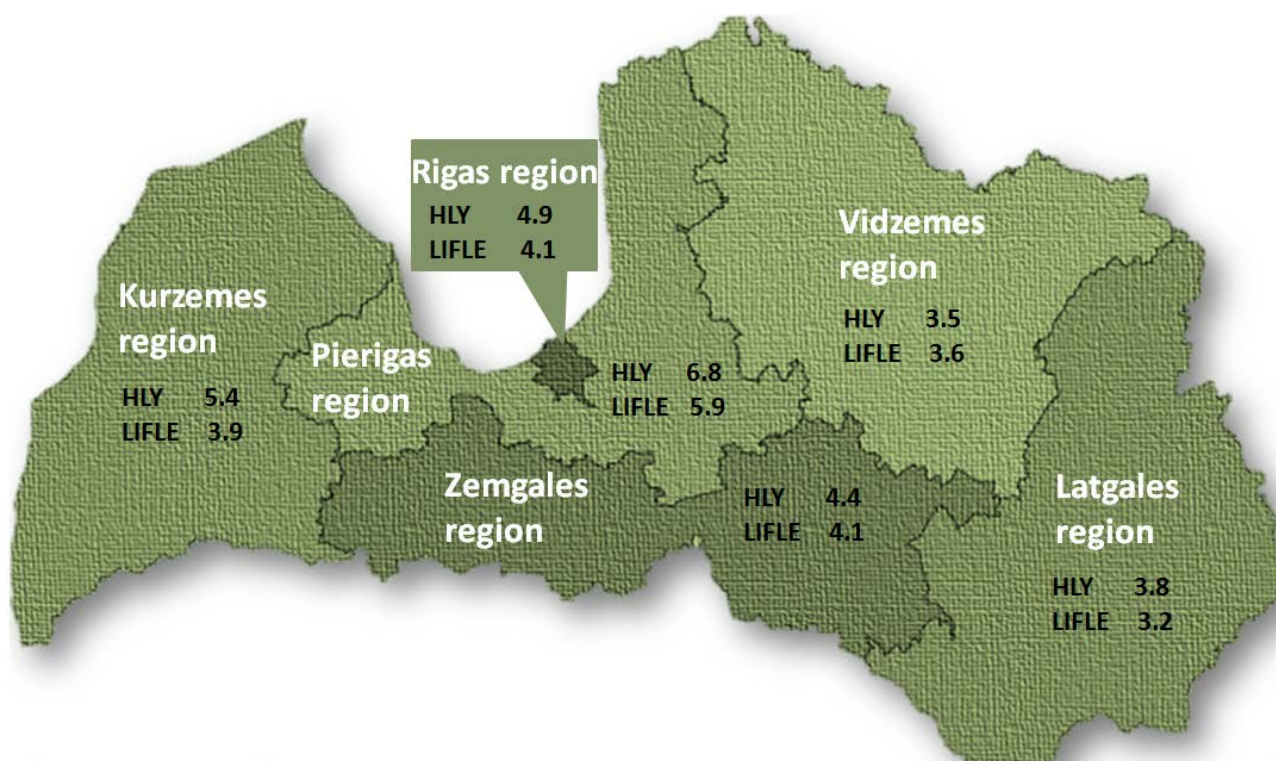 Rigas region
HLY 4.9
LIFLE 4.1
Vidzemes
region
HLY 3.5
LIFLE 3.6
Kurzemes
region
HLY 5.4
LIFLE 3.9
Pierigas
region
HLY 6.8
LIFLE 5.9
Zemgales
region
HLY 4.4
LIFLE 4.1
Latgales
region
HLY 3.8
LIFLE 3.2